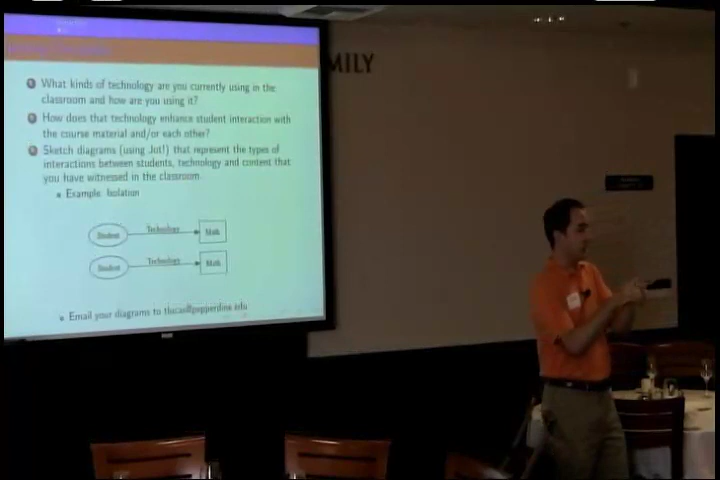 MILY
What kinds of technology are you currently using in the
classroom and how are you using it?
How does that technology enhance student interaction with
the course material and/or each other?
Sketch diagrams (using Jot!) that represent the types of
interactions between students, technology and content that
you have witnessed in the classroom.
Example: Isolation
Student Technology Math
Student Technology Math
Email your diagrams to tlucas@pepperdine.edu